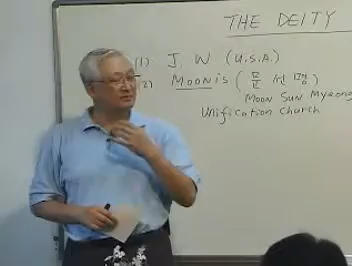 THE DEITY
(1) J. W (U.S.A.)
(2) MOONIS (문 선 명)
MOON SUN MYEONG
Unification Church